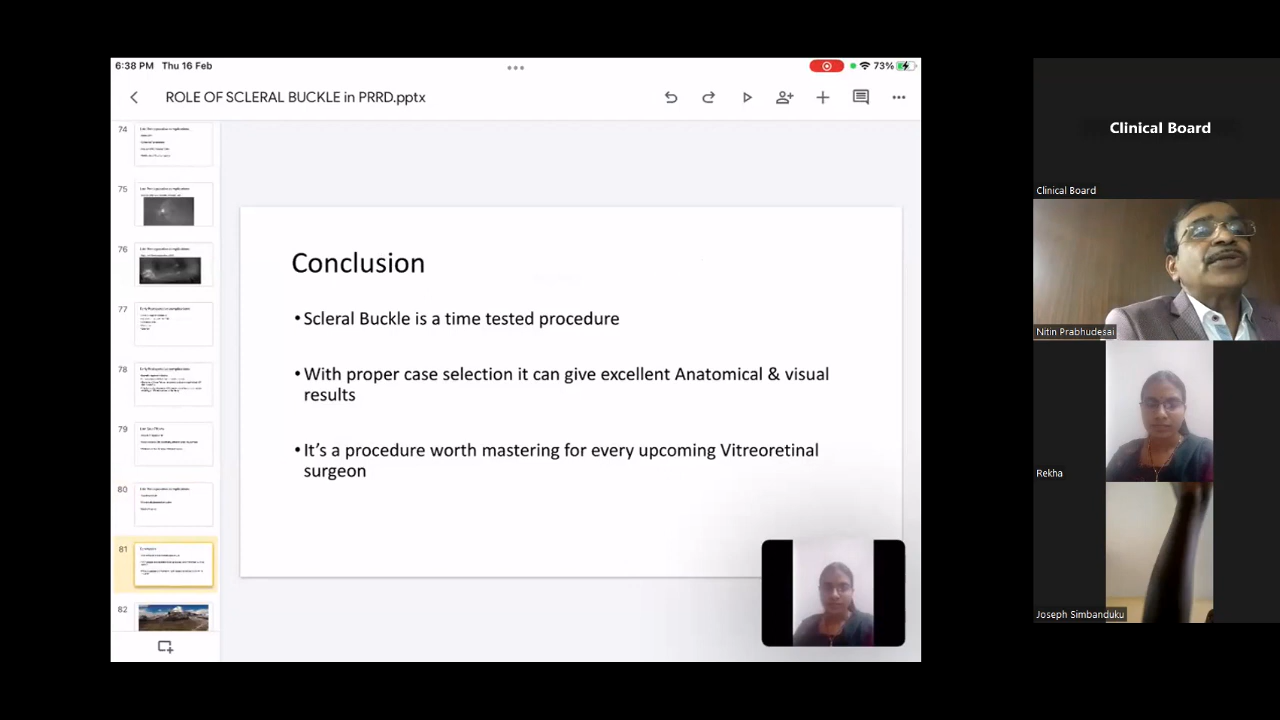 6:38 PM Thu 16 Feb
73%
ROLE OF SCLERAL BUCKLE in PRRD.pptx
74
75
76
77
78
79
80
81
82
Conclusion
• Scleral Buckle is a time tested procedure
• With proper case selection it can give excellent Anatomical & visual
results
• It's a procedure worth mastering for every upcoming Vitreoretinal
surgeon
Clinical Board
Clinical Board
Nitin Prabhudesai
Rekha
Joseph Simbanduku